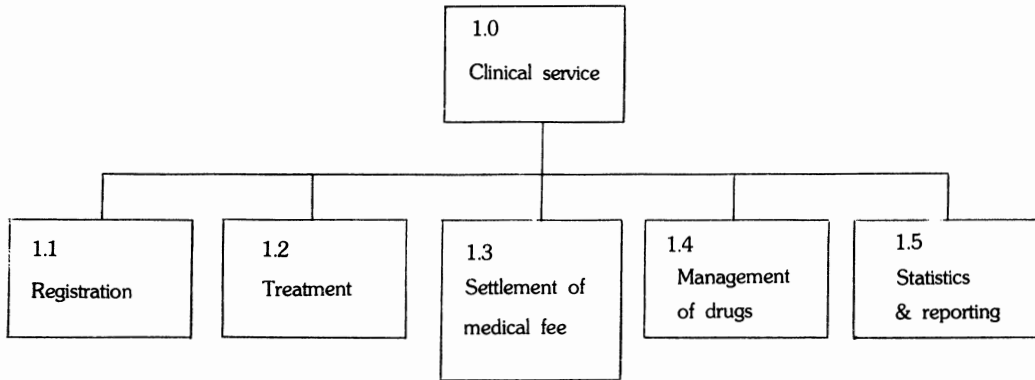 1.0
Clinical service
1.1
Registration
1.2
Treatment
1.3
Settlement of
medical fee
1.4
Management
of drugs
1.5
Statistics
& reporting